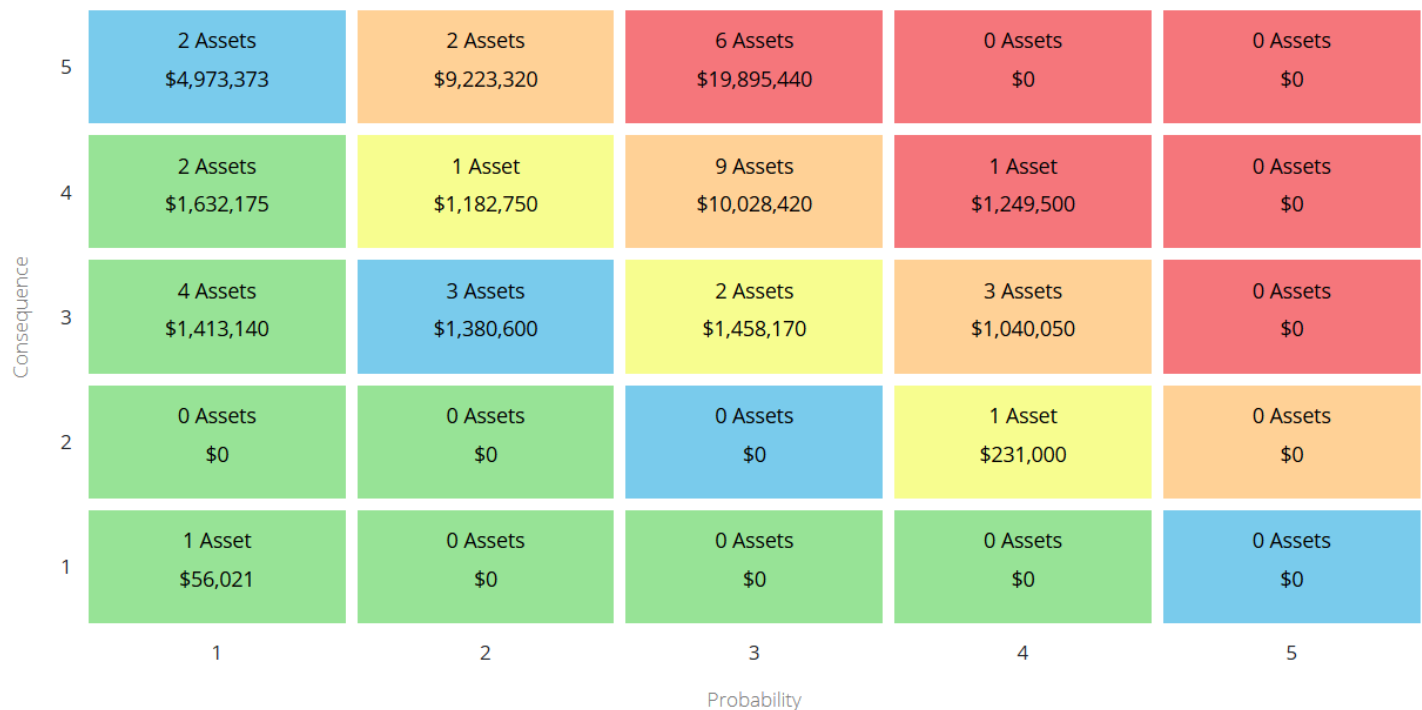 2 Assets
$4,973,373
2 Assets
$9,223,320
6 Assets
$19,895,440
0 Assets
$0
0 Assets
$0
5
2 Assets
$1,632,175
1 Asset
$1,182,750
9 Assets
$10,028,420
1 Asset
$1,249,500
0 Assets
$0
4
Consequence
4 Assets
$1,413,140
3 Assets
$1,380,600
2 Assets
$1,458,170
3 Assets
$1,040,050
0 Assets
$0
3
0 Assets
$0
0 Assets
$0
0 Assets
$0
1 Asset
$231,000
0 Assets
$0
2
1 Asset
$56,021
0 Assets
$0
0 Assets
$0
0 Assets
$0
0 Assets
$0
1
1
2
3
4
5
Probability